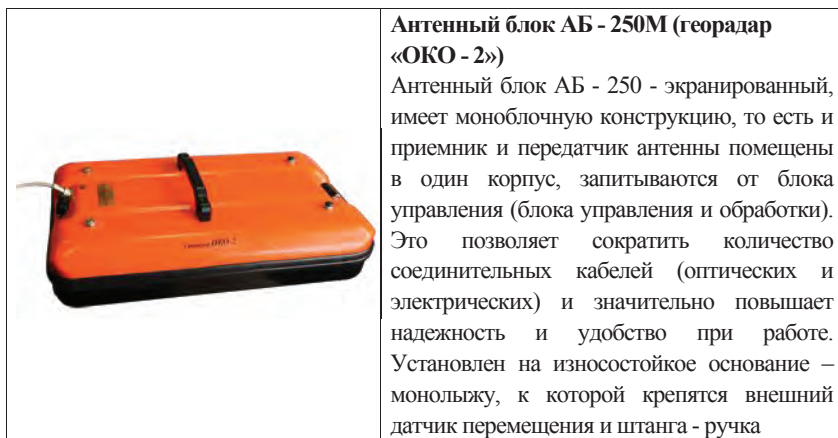 Антенный блок АБ - 250М (георадар
«ОКО - 2»)
Антенный блок АБ - 250 - экранированный,
имеет моноблочную конструкцию, то есть и
приемник и передатчик антенны помещены
в один корпус, запитываются от блока
управления (блока управления и обработки).
Это позволяет сократить количество
соединительных кабелей (оптических и
электрических) и значительно повышает
надежность и удобство при работе.
Установлен на износостойкое основание –
монолыжу, к которой крепятся внешний
датчик перемещения и штанга - ручка
ОКО-2